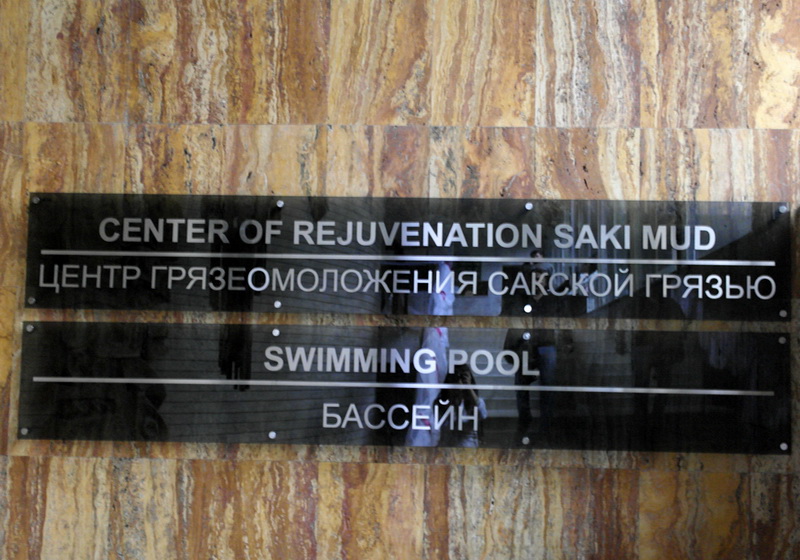 CENTER OF REJUVENATION SAKI MUD
ЦЕНТР ГРЯЗЕОМОЛОЖЕНИЯ САКСКОЙ ГРЯЗЬЮ
SWIMMING POOL
БАССЕЙН